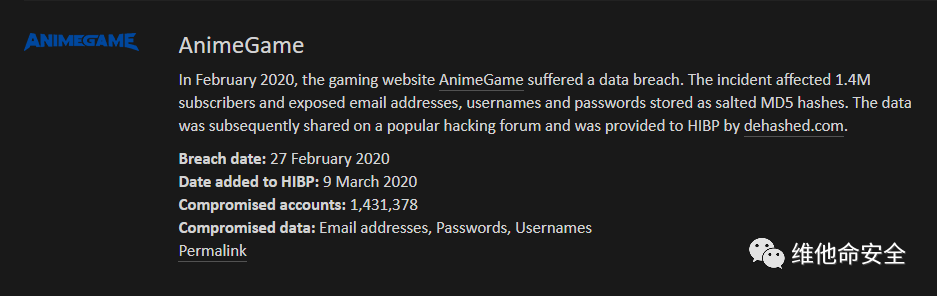 ANIMEGAME
AnimeGame
In February 2020, the gaming website AnimeGame suffered a data breach. The incident affected 1.4M
subscribers and exposed email addresses, usernames and passwords stored as salted MD5 hashes. The data
was subsequently shared on a popular hacking forum and was provided to HIBP by dehashed.com.
Breach date: 27 February 2020
Date added to HIBP: 9 March 2020
Compromised accounts: 1,431,378
Compromised data: Email addresses, Passwords, Usernames
Permalink
维他命安全